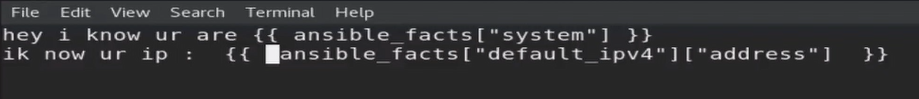 File Edit View Search Terminal Help
hey i know ur are {{ ansible_facts["system"] }}
ik now ur ip :  {{ ansible_facts["default_ipv4"]["address"]  }}